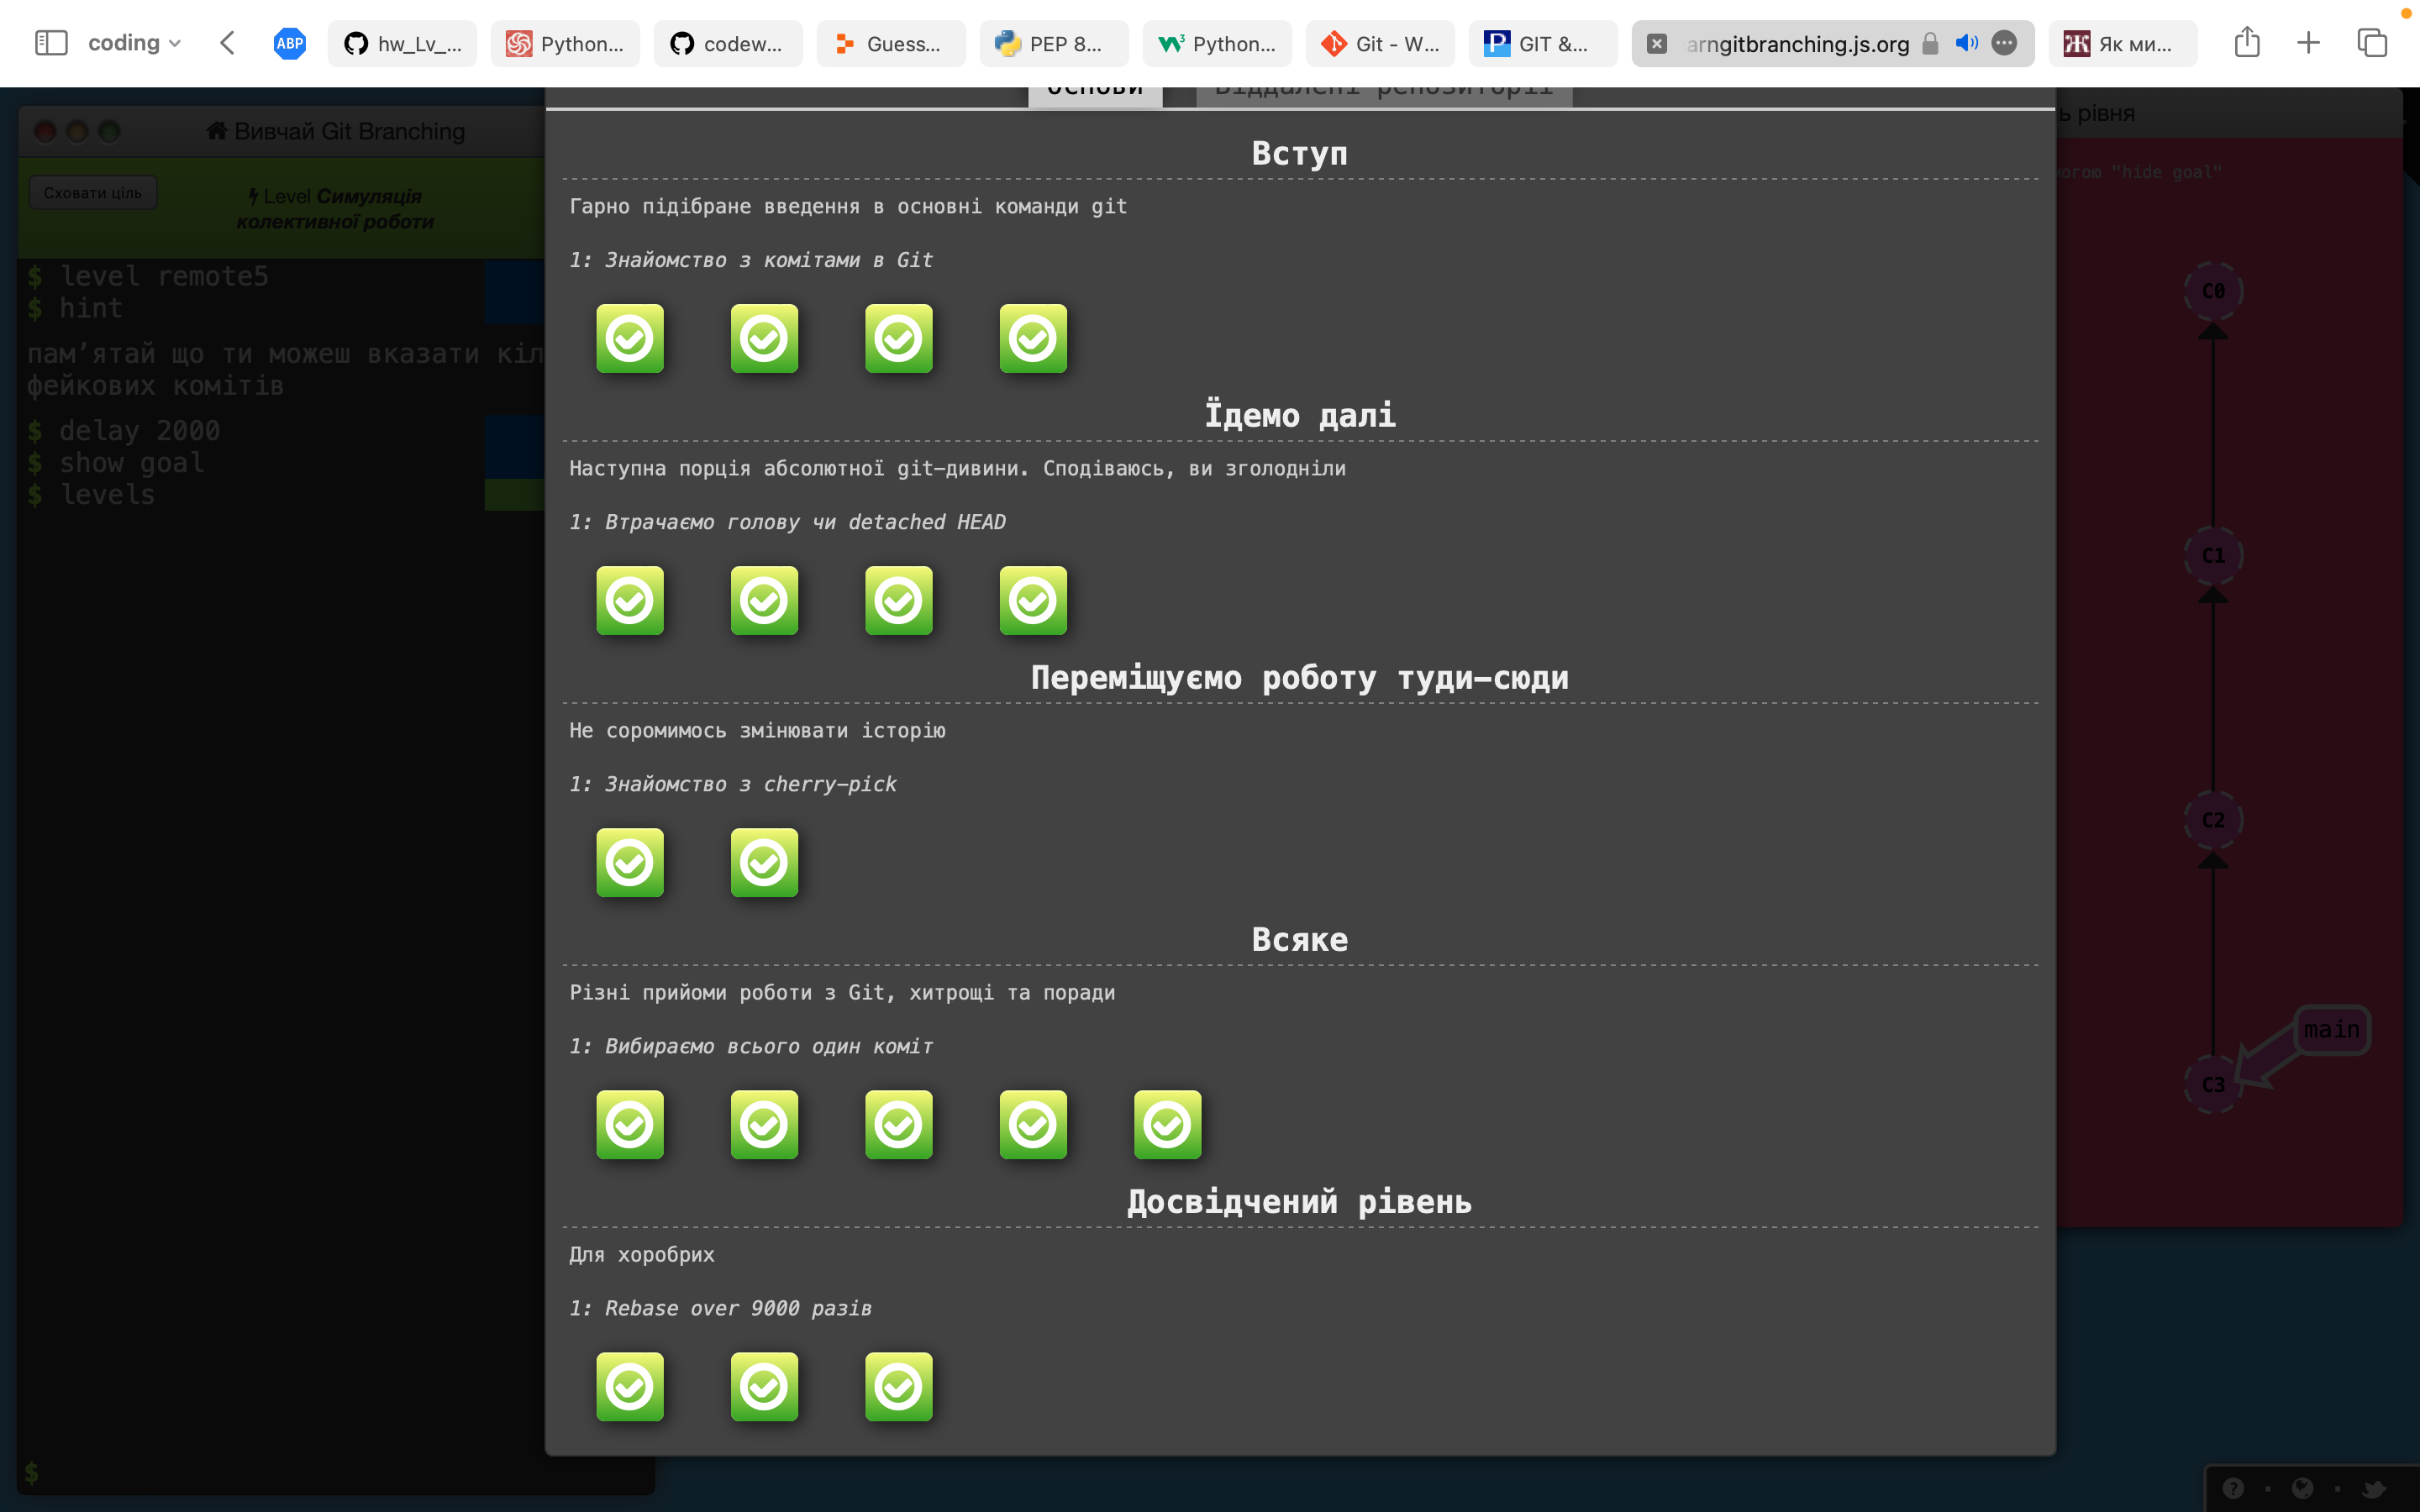 coding
ABP
hw_Lv_...
Python...
codew...
Guess...
PEP 8...
Python...
Git - W...
GIT &...
arngitbranching.js.org
Як ми...
Основи
Віддалені репозиторії
Вивчай Git Branching
Сховати ціль
Level Симуляція
колективної роботи
$ level remote5
$ hint
пам’ятай що ти можеш вказати кіл
фейкових комітів
$ delay 2000
$ show goal
$ levels
$
Вступ
Гарно підібране введення в основні команди git
1: Знайомство з комітами в Git
Їдемо далі
Наступна порція абсолютної git-дивини. Сподіваюсь, ви зголодніли
1: Втрачаємо голову чи detached HEAD
Переміщуємо роботу туди-сюди
Не соромимось змінювати історію
1: Знайомство з cherry-pick
Всяке
Різні прийоми роботи з Git, хитрощі та поради
1: Вибираємо всього один коміт
Досвідчений рівень
Для хоробрих
1: Rebase over 9000 разів
ь рівня
могою "hide goal"
C0
C1
C2
main
C3